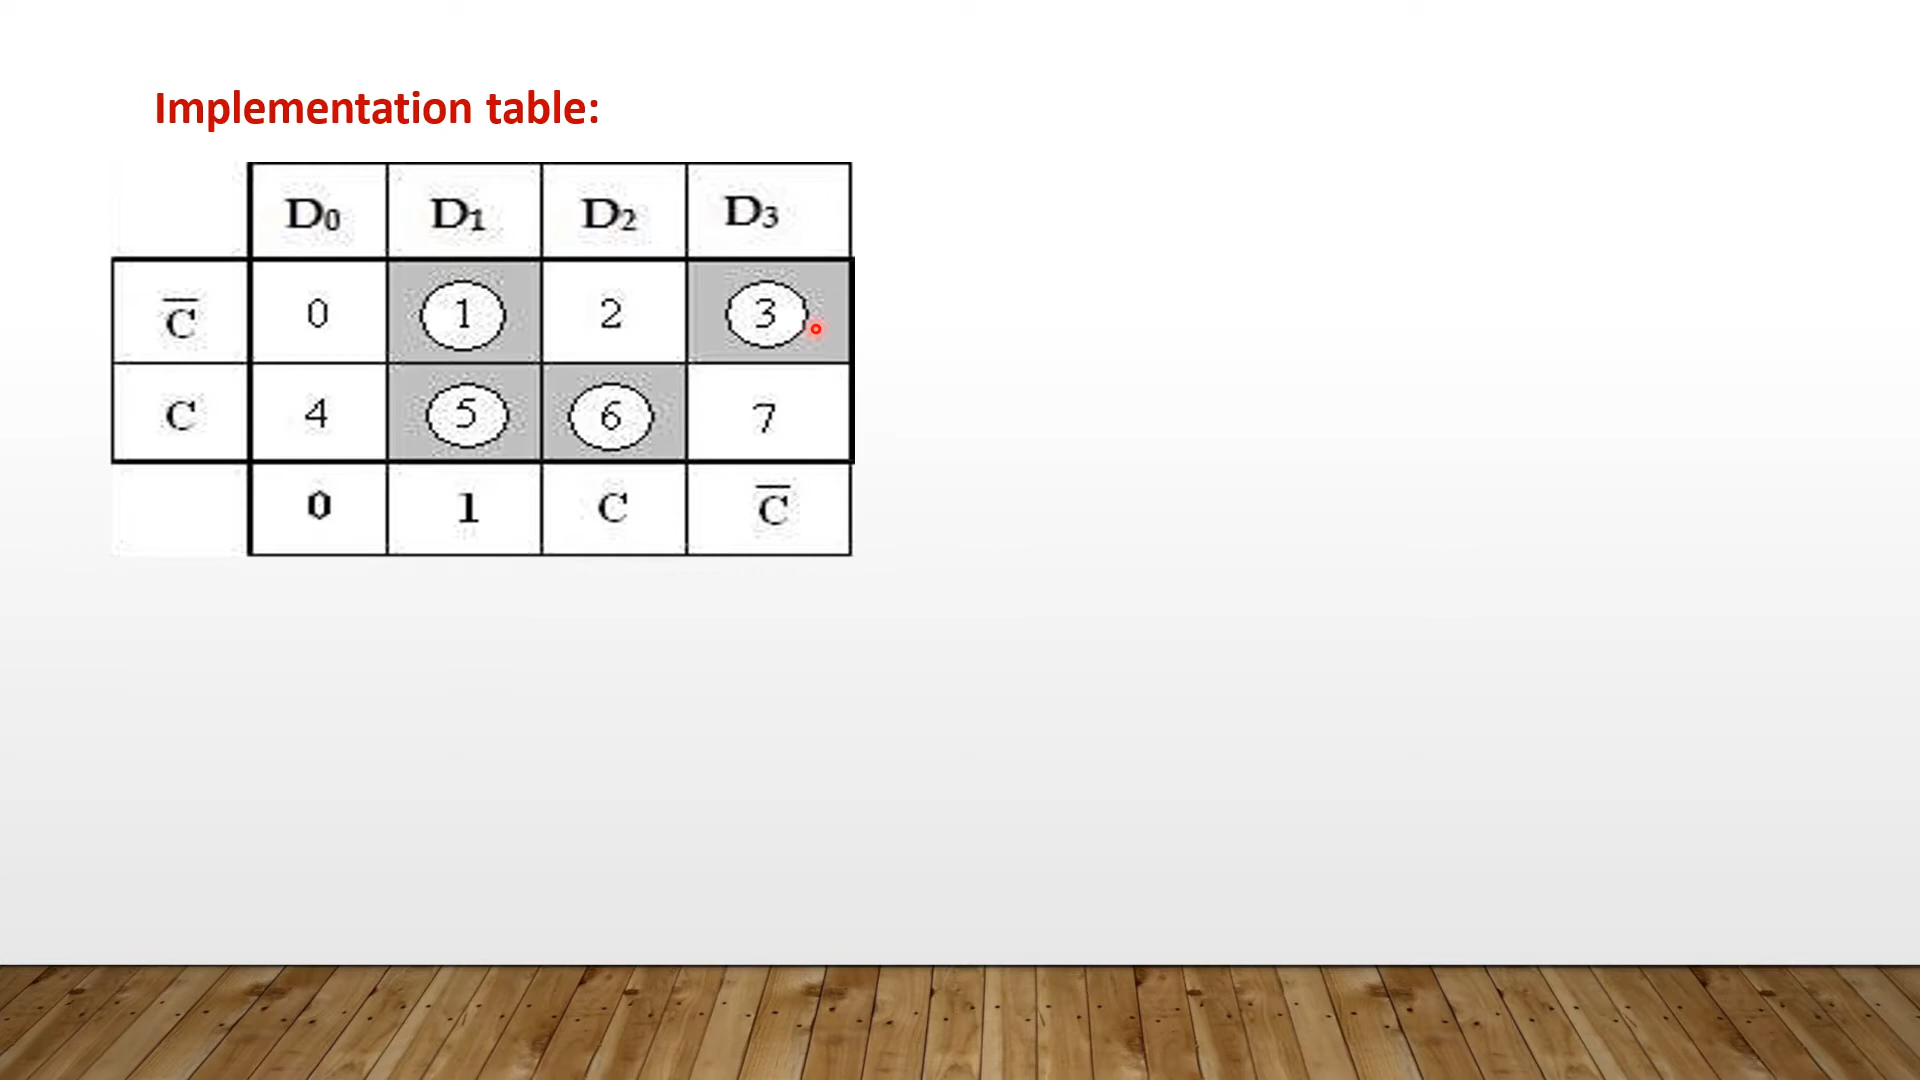 Implementation table:
D₀ D₁ D₂ D₃
C̅ 0 1 2 3
C 4 5 6 7
0 1 C C̅